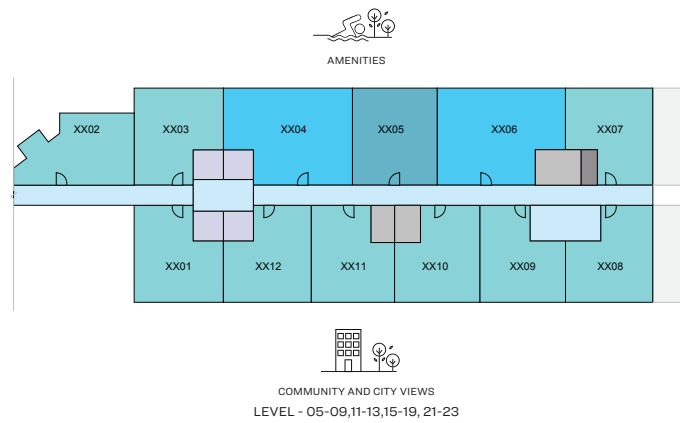 AMENITIES
XX02
XX03
XX04
XX05
XX06
XX07
XX01
XX12
XX11
XX10
XX09
XX08
COMMUNITY AND CITY VIEWS
LEVEL - 05-09,11-13,15-19, 21-23